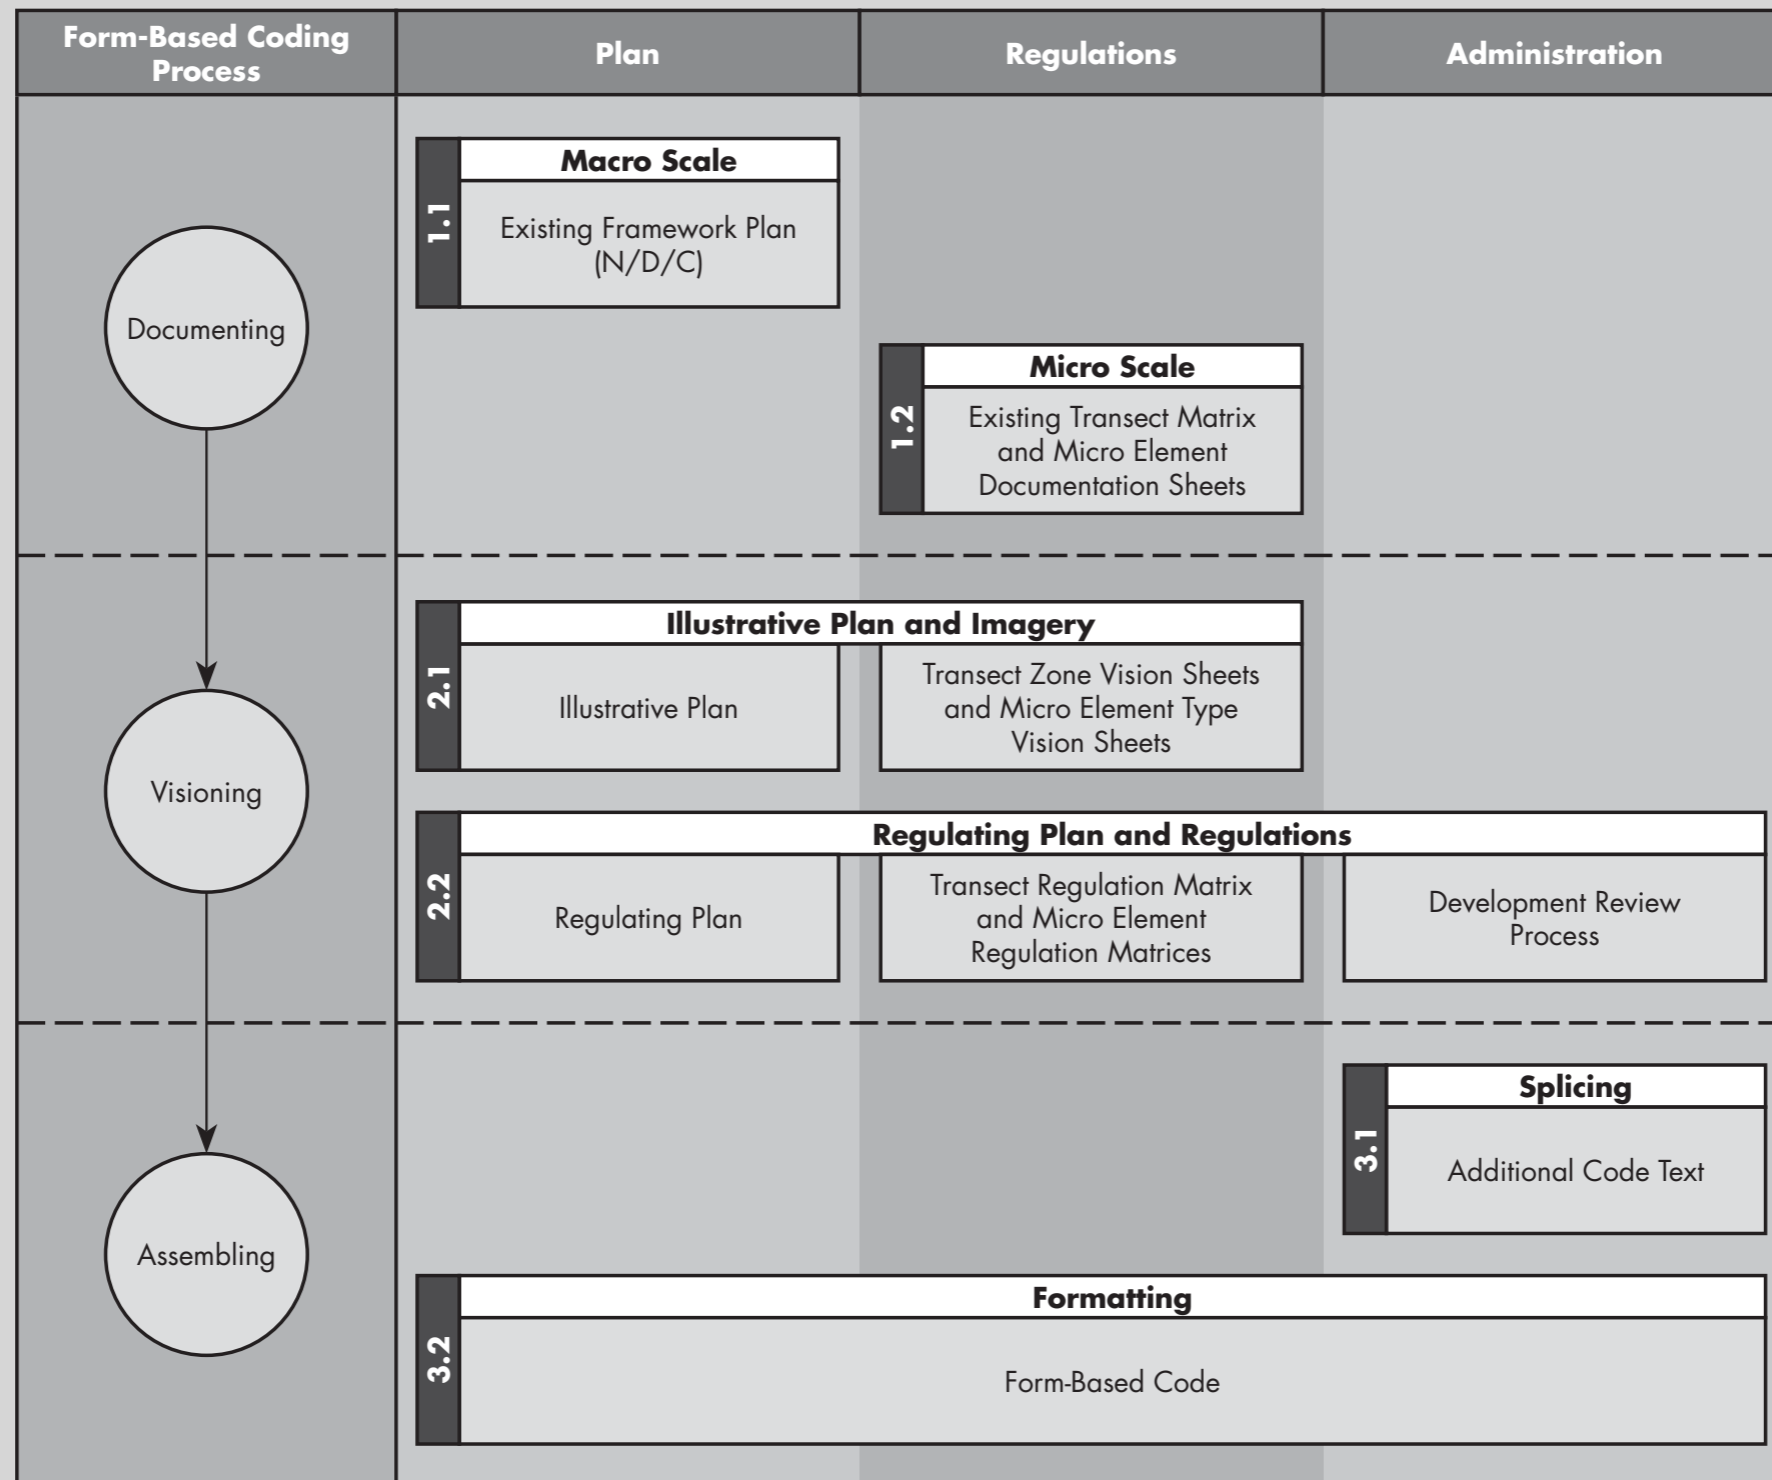 Form-Based Coding
Process
Plan
Regulations
Administration
Documenting
1.1
Macro Scale
Existing Framework Plan
(N/D/C)
1.2
Micro Scale
Existing Transect Matrix
and Micro Element
Documentation Sheets
Visioning
2.1
Illustrative Plan and Imagery
Illustrative Plan
Transect Zone Vision Sheets
and Micro Element Type
Vision Sheets
2.2
Regulating Plan and Regulations
Regulating Plan
Transect Regulation Matrix
and Micro Element
Regulation Matrices
Development Review
Process
Assembling
3.1
Splicing
Additional Code Text
3.2
Formatting
Form-Based Code